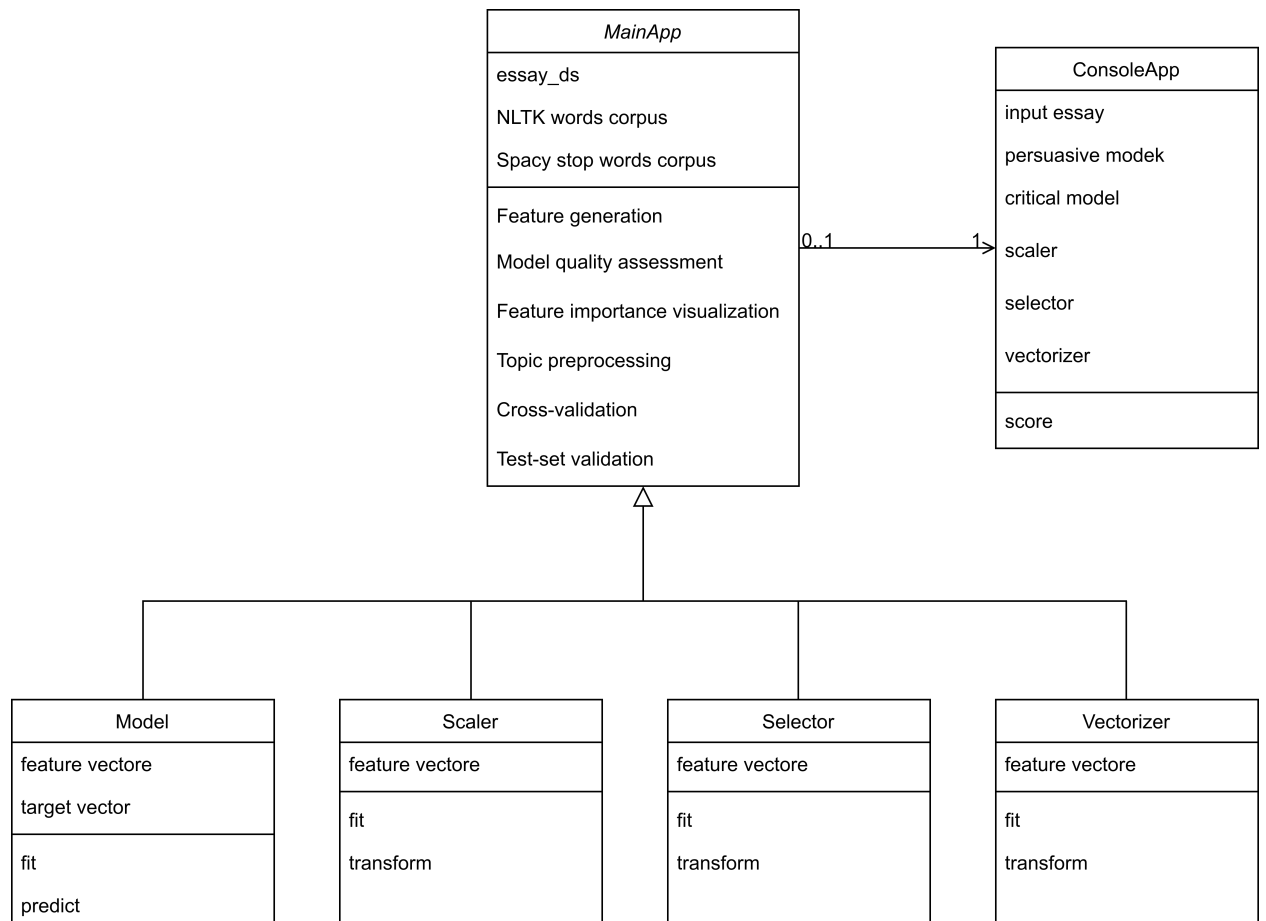 MainApp
essay_ds
NLTK words corpus
Spacy stop words corpus
Feature generation
Model quality assessment
Feature importance visualization
Topic preprocessing
Cross-validation
Test-set validation
0..1
1
ConsoleApp
input essay
persuasive modek
critical model
scaler
selector
vectorizer
score
Model
feature vectore
target vector
fit
predict
Scaler
feature vectore
fit
transform
Selector
feature vectore
fit
transform
Vectorizer
feature vectore
fit
transform